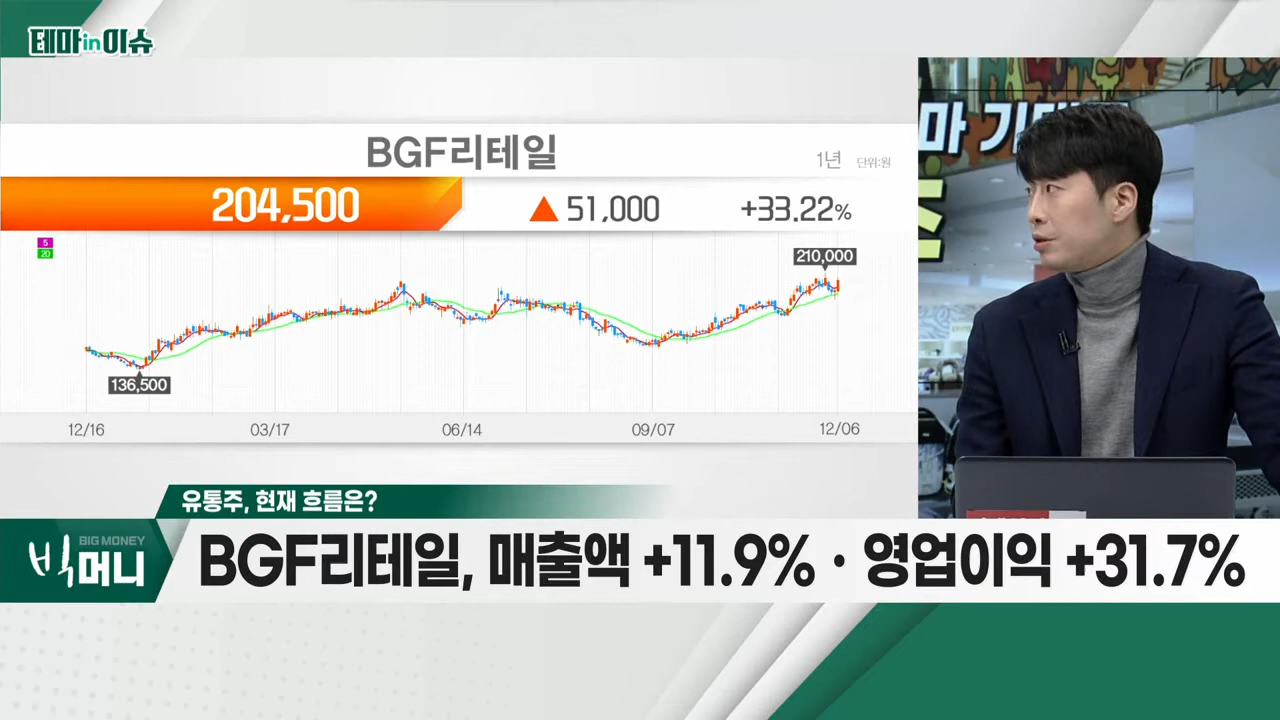 테마in이슈
BGF리테일
1년 단위:원
204,500 ▲ 51,000 +33.22%
5
20
210,000
136,500
12/16 03/17 06/14 09/07 12/06
마 기대
유통주, 현재 흐름은?
BIG MONEY
빅머니
BGF리테일, 매출액 +11.9% · 영업이익 +31.7%